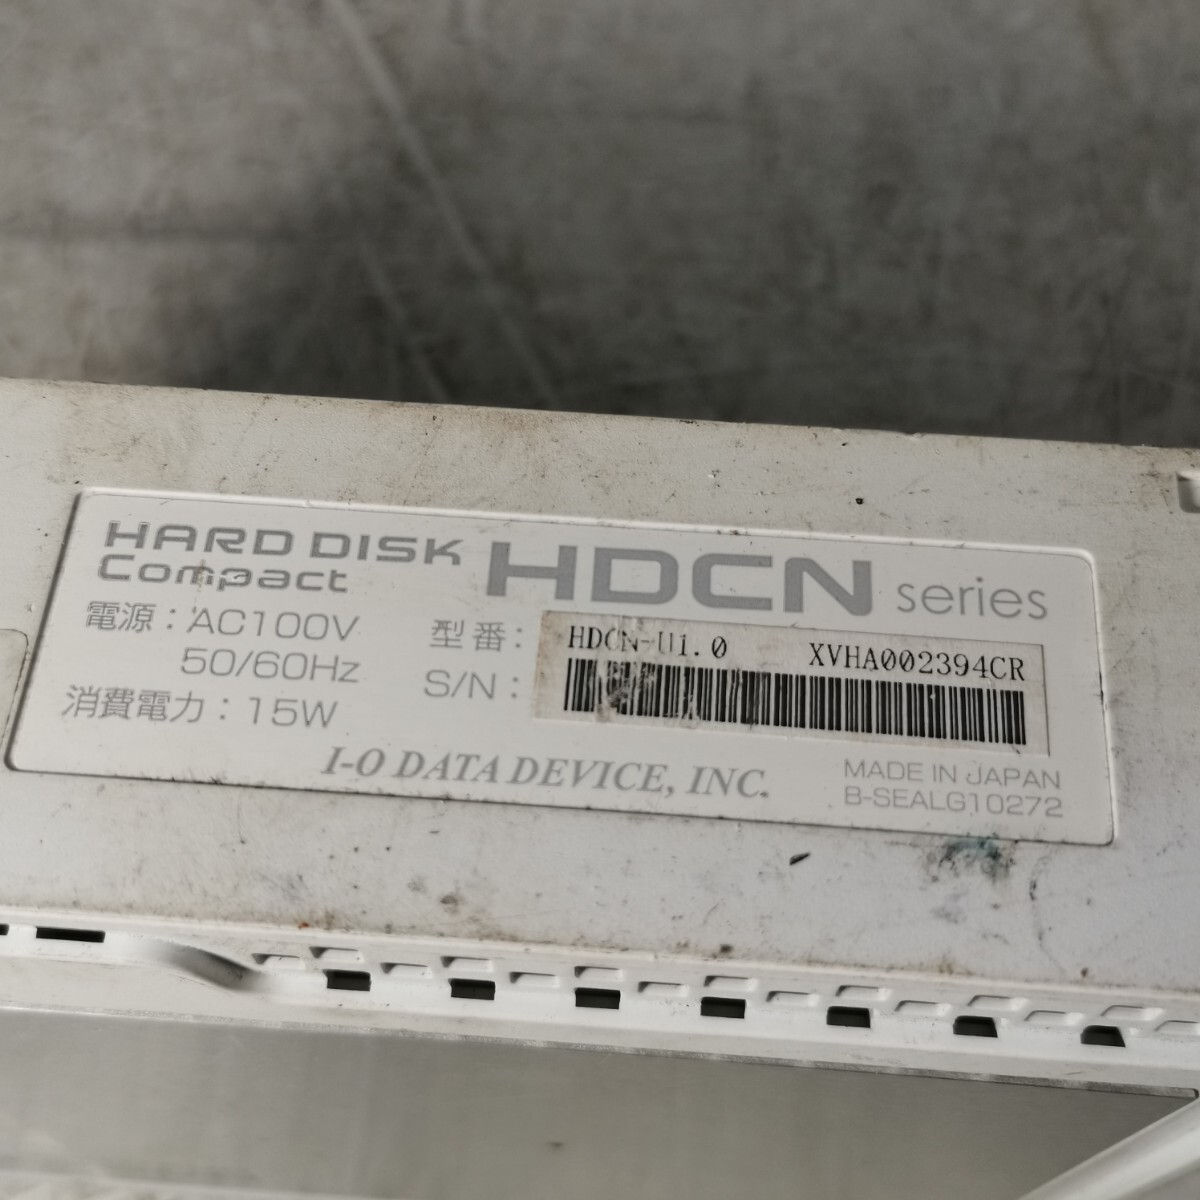 HARD DISK
Compact
HDCN series
電源：AC100V
50/60Hz
消費電力：15W
型番：
HDCN-U1.0 XVHA002394CR
S/N：
I-O DATA DEVICE, INC.
MADE IN JAPAN
B-SEALG10272